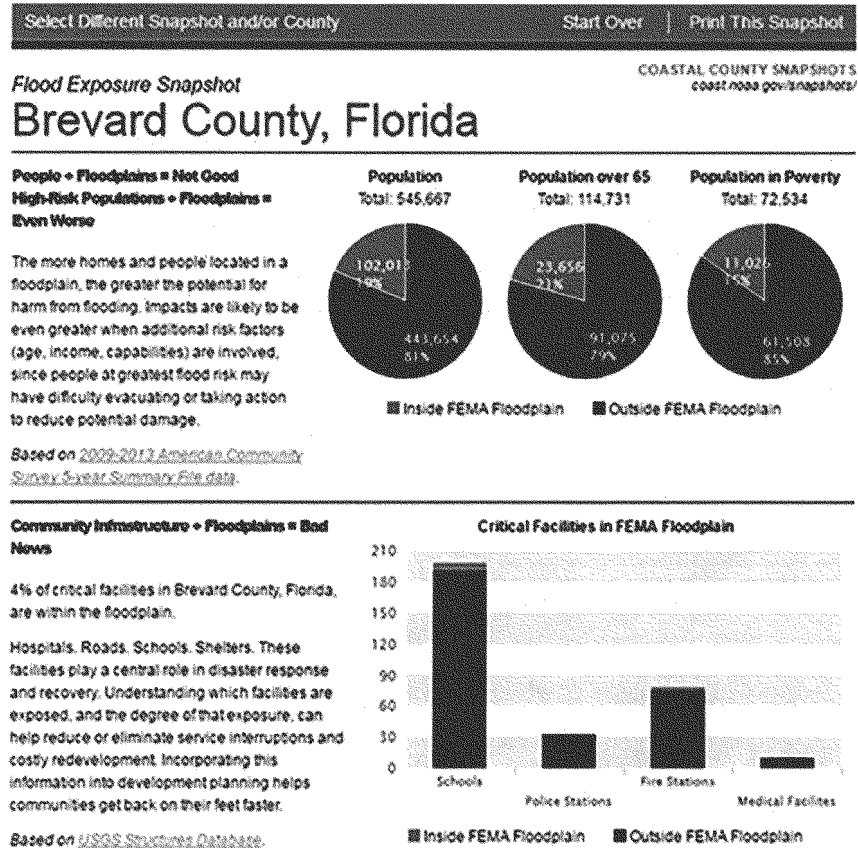 Select Different Snapshot and/or County
Start Over | Print This Snapshot
COASTAL COUNTY SNAPSHOTS
coast.noaa.gov/snapshots/
Flood Exposure Snapshot
Brevard County, Florida
People + Floodplains = Not Good
High-Risk Populations + Floodplains =
Even Worse
The more homes and people located in a
floodplain, the greater the potential for
harm from flooding. Impacts are likely to be
even greater when additional risk factors
(age, income, capabilities) are involved,
since people at greatest flood risk may
have difficulty evacuating or taking action
to reduce potential damage.
Based on 2009-2013 American Community
Survey 5-year Summary File data.
Population
Total: 545,667
102,013
19%
443,654
81%
Population over 65
Total: 114,731
23,656
21%
91,075
79%
Population in Poverty
Total: 72,534
11,026
15%
61,508
85%
Inside FEMA Floodplain
Outside FEMA Floodplain
Community Infrastructure + Floodplains = Bad
News
4% of critical facilities in Brevard County, Florida,
are within the floodplain.
Hospitals. Roads. Schools. Shelters. These
facilities play a central role in disaster response
and recovery. Understanding which facilities are
exposed, and the degree of that exposure, can
help reduce or eliminate service interruptions and
costly redevelopment. Incorporating this
information into development planning helps
communities get back on their feet faster.
Based on USGS Structures Database.
Critical Facilities in FEMA Floodplain
210
180
150
120
90
60
30
0
Schools
Police Stations
Fire Stations
Medical Facilites
Inside FEMA Floodplain
Outside FEMA Floodplain